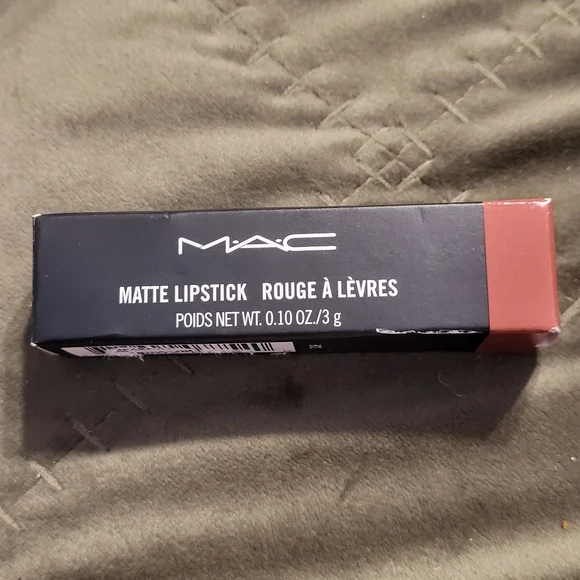 M·A·C
MATTE LIPSTICK ROUGE À LÈVRES
POIDS NET WT. 0.10 OZ./3 g